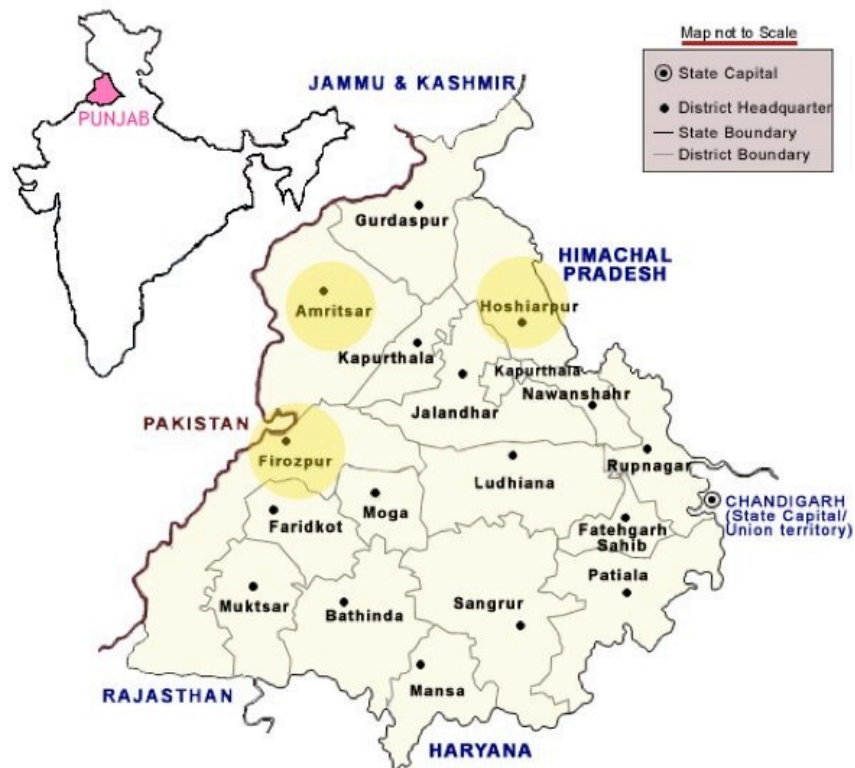 Map not to Scale
State Capital
District Headquarter
State Boundary
District Boundary
PUNJAB
JAMMU & KASHMIR
Gurdaspur
HIMACHAL
PRADESH
Amritsar
Hoshiarpur
Kapurthala
Kapurthala
Nawanshahr
Jalandhar
PAKISTAN
Firozpur
Ludhiana
Rupnagar
Moga
Faridkot
CHANDIGARH
(State Capital/
Union territory)
Fatehgarh
Sahib
Patiala
Muktsar
Bathinda
Sangrur
Mansa
RAJASTHAN
HARYANA